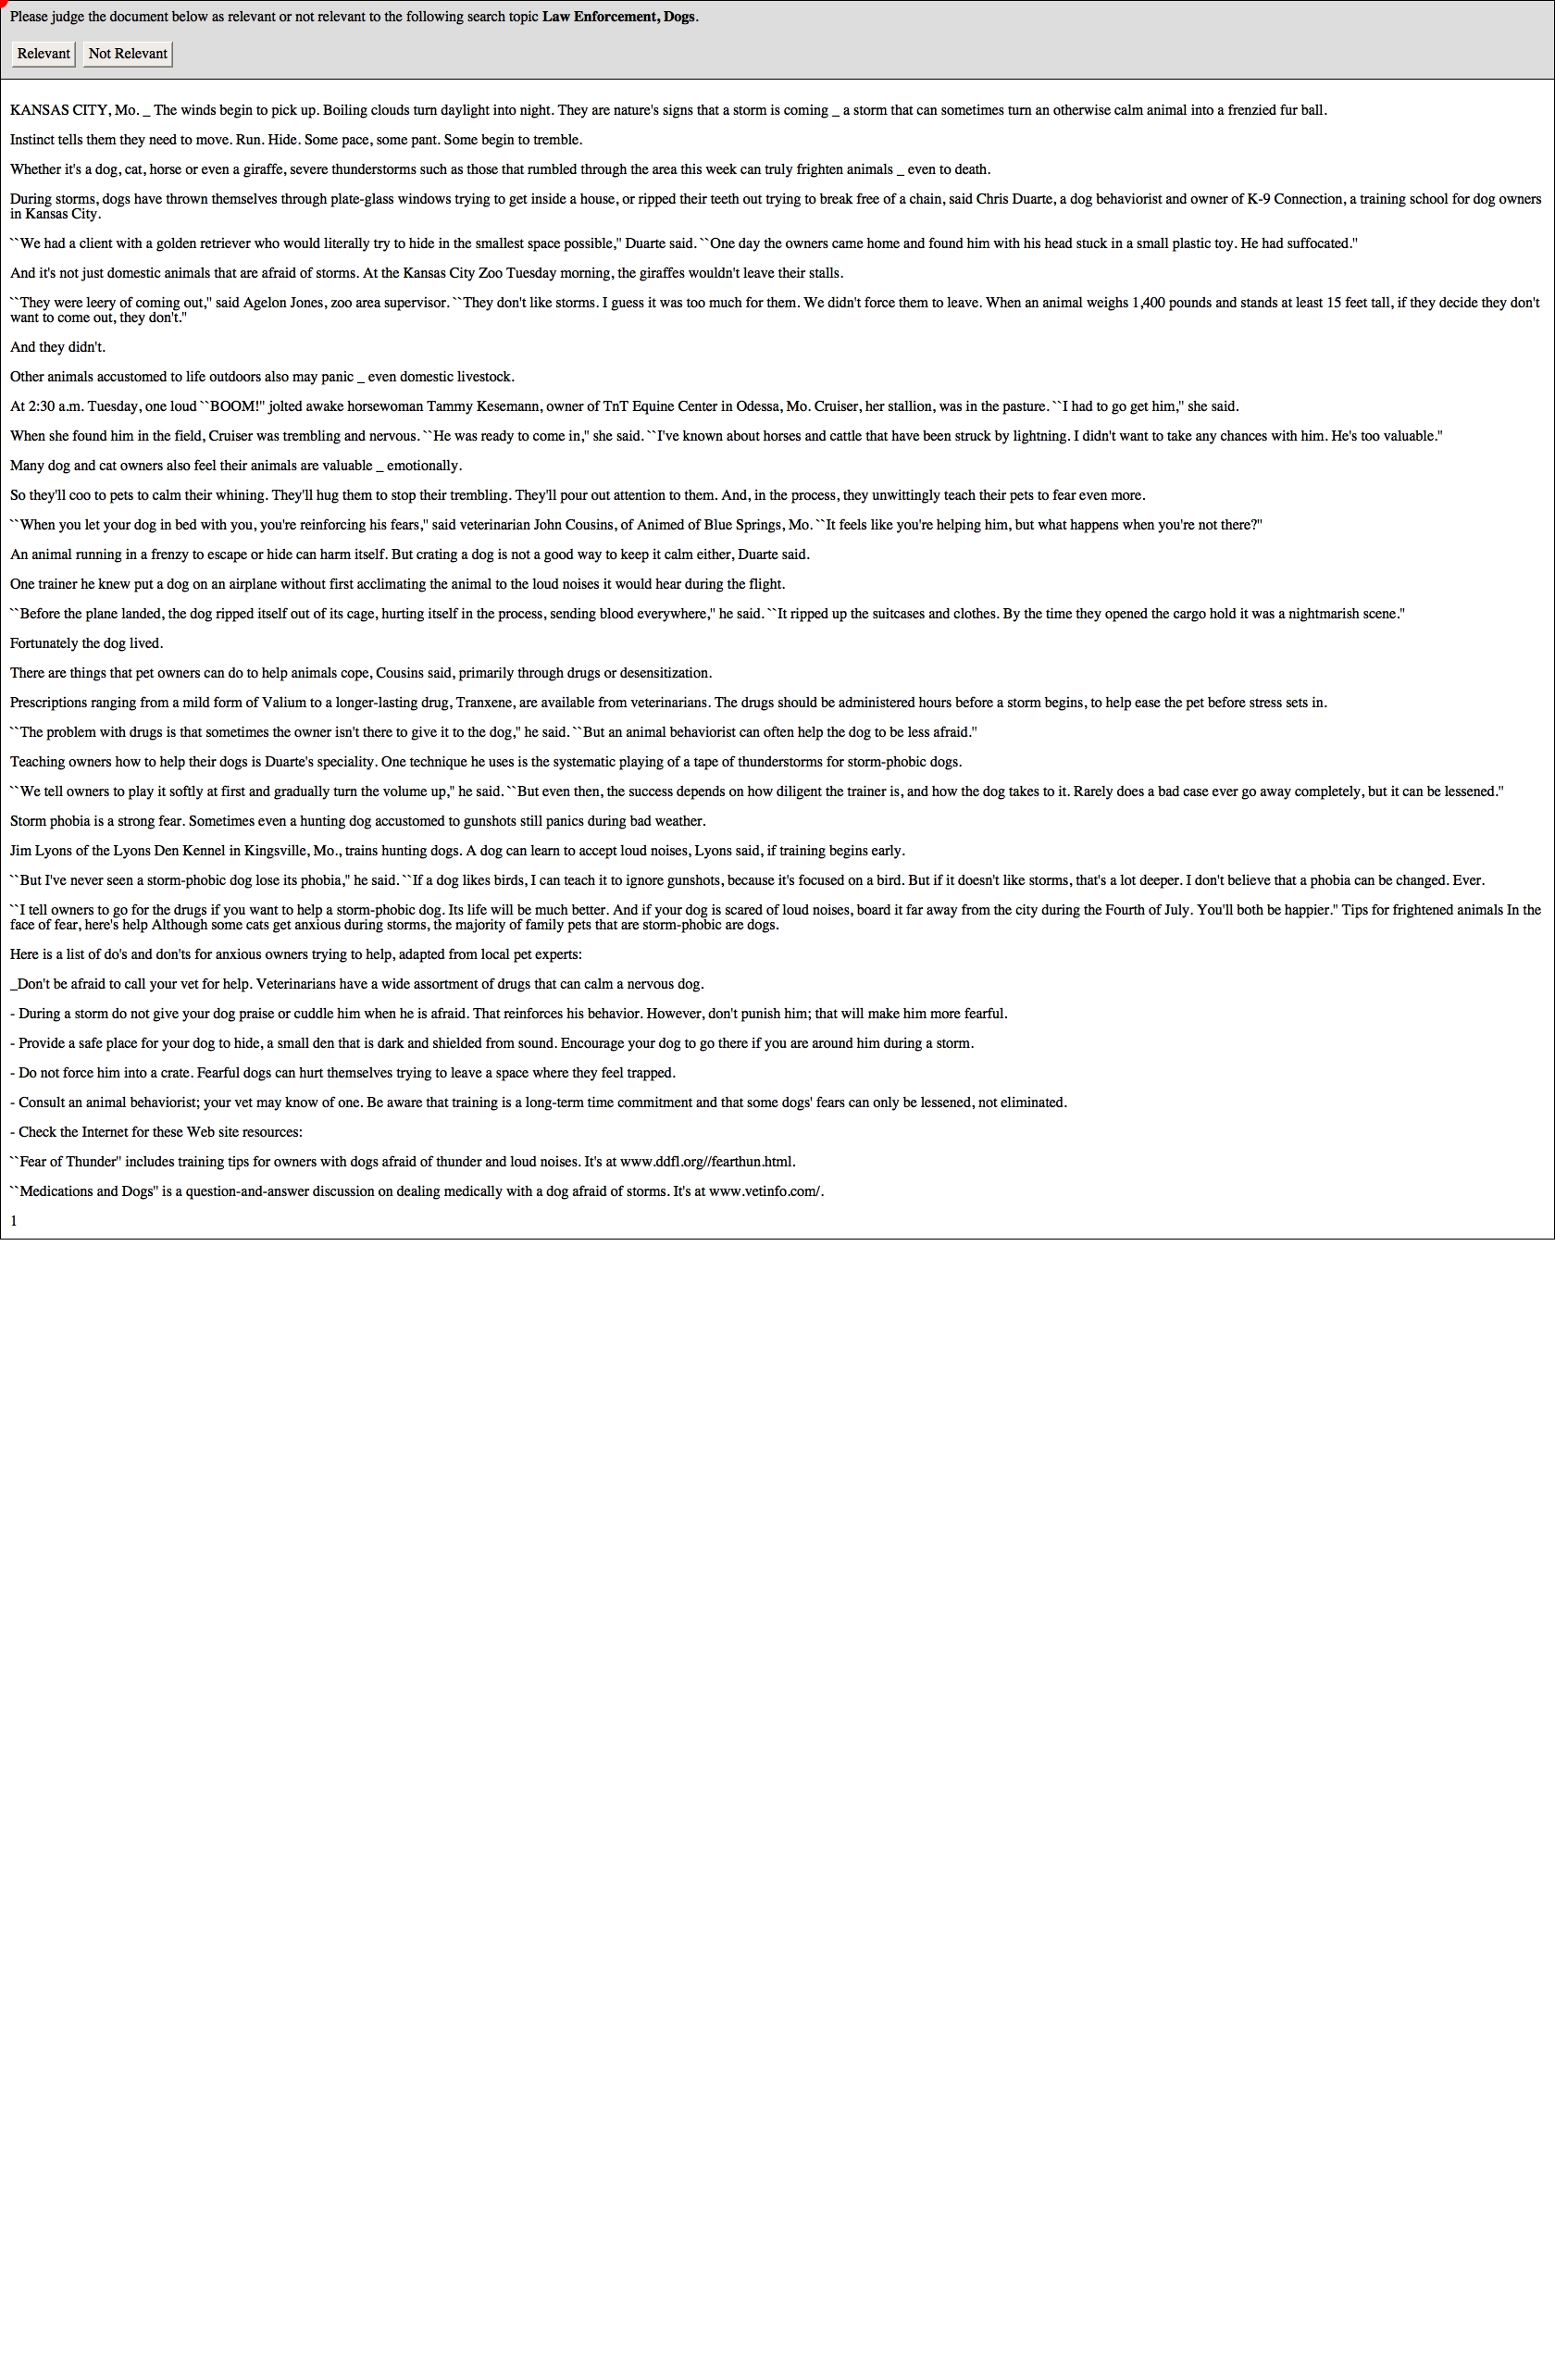 Please judge the document below as relevant or not relevant to the following search topic Law Enforcement, Dogs.
Relevant Not Relevant
KANSAS CITY, Mo. _ The winds begin to pick up. Boiling clouds turn daylight into night. They are nature's signs that a storm is coming _ a storm that can sometimes turn an otherwise calm animal into a frenzied fur ball.
Instinct tells them they need to move. Run. Hide. Some pace, some pant. Some begin to tremble.
Whether it's a dog, cat, horse or even a giraffe, severe thunderstorms such as those that rumbled through the area this week can truly frighten animals _ even to death.
During storms, dogs have thrown themselves through plate-glass windows trying to get inside a house, or ripped their teeth out trying to break free of a chain, said Chris Duarte, a dog behaviorist and owner of K-9 Connection, a training school for dog owners
in Kansas City.
``We had a client with a golden retriever who would literally try to hide in the smallest space possible,'' Duarte said. ``One day the owners came home and found him with his head stuck in a small plastic toy. He had suffocated.''
And it's not just domestic animals that are afraid of storms. At the Kansas City Zoo Tuesday morning, the giraffes wouldn't leave their stalls.
``They were leery of coming out,'' said Agelon Jones, zoo area supervisor. ``They don't like storms. I guess it was too much for them. We didn't force them to leave. When an animal weighs 1,400 pounds and stands at least 15 feet tall, if they decide they don't
want to come out, they don't.''
And they didn't.
Other animals accustomed to life outdoors also may panic _ even domestic livestock.
At 2:30 a.m. Tuesday, one loud ``BOOM!'' jolted awake horsewoman Tammy Kesemann, owner of TnT Equine Center in Odessa, Mo. Cruiser, her stallion, was in the pasture. ``I had to go get him,'' she said.
When she found him in the field, Cruiser was trembling and nervous. ``He was ready to come in,'' she said. ``I've known about horses and cattle that have been struck by lightning. I didn't want to take any chances with him. He's too valuable.''
Many dog and cat owners also feel their animals are valuable _ emotionally.
So they'll coo to pets to calm their whining. They'll hug them to stop their trembling. They'll pour out attention to them. And, in the process, they unwittingly teach their pets to fear even more.
``When you let your dog in bed with you, you're reinforcing his fears,'' said veterinarian John Cousins, of Animed of Blue Springs, Mo. ``It feels like you're helping him, but what happens when you're not there?''
An animal running in a frenzy to escape or hide can harm itself. But crating a dog is not a good way to keep it calm either, Duarte said.
One trainer he knew put a dog on an airplane without first acclimating the animal to the loud noises it would hear during the flight.
``Before the plane landed, the dog ripped itself out of its cage, hurting itself in the process, sending blood everywhere,'' he said. ``It ripped up the suitcases and clothes. By the time they opened the cargo hold it was a nightmarish scene.''
Fortunately the dog lived.
There are things that pet owners can do to help animals cope, Cousins said, primarily through drugs or desensitization.
Prescriptions ranging from a mild form of Valium to a longer-lasting drug, Tranxene, are available from veterinarians. The drugs should be administered hours before a storm begins, to help ease the pet before stress sets in.
``The problem with drugs is that sometimes the owner isn't there to give it to the dog,'' he said. ``But an animal behaviorist can often help the dog to be less afraid.''
Teaching owners how to help their dogs is Duarte's speciality. One technique he uses is the systematic playing of a tape of thunderstorms for storm-phobic dogs.
``We tell owners to play it softly at first and gradually turn the volume up,'' he said. ``But even then, the success depends on how diligent the trainer is, and how the dog takes to it. Rarely does a bad case ever go away completely, but it can be lessened.''
Storm phobia is a strong fear. Sometimes even a hunting dog accustomed to gunshots still panics during bad weather.
Jim Lyons of the Lyons Den Kennel in Kingsville, Mo., trains hunting dogs. A dog can learn to accept loud noises, Lyons said, if training begins early.
``But I've never seen a storm-phobic dog lose its phobia,'' he said. ``If a dog likes birds, I can teach it to ignore gunshots, because it's focused on a bird. But if it doesn't like storms, that's a lot deeper. I don't believe that a phobia can be changed. Ever.
``I tell owners to go for the drugs if you want to help a storm-phobic dog. Its life will be much better. And if your dog is scared of loud noises, board it far away from the city during the Fourth of July. You'll both be happier.'' Tips for frightened animals In the
face of fear, here's help Although some cats get anxious during storms, the majority of family pets that are storm-phobic are dogs.
Here is a list of do's and don'ts for anxious owners trying to help, adapted from local pet experts:
_Don't be afraid to call your vet for help. Veterinarians have a wide assortment of drugs that can calm a nervous dog.
- During a storm do not give your dog praise or cuddle him when he is afraid. That reinforces his behavior. However, don't punish him; that will make him more fearful.
- Provide a safe place for your dog to hide, a small den that is dark and shielded from sound. Encourage your dog to go there if you are around him during a storm.
- Do not force him into a crate. Fearful dogs can hurt themselves trying to leave a space where they feel trapped.
- Consult an animal behaviorist; your vet may know of one. Be aware that training is a long-term time commitment and that some dogs' fears can only be lessened, not eliminated.
- Check the Internet for these Web site resources:
``Fear of Thunder'' includes training tips for owners with dogs afraid of thunder and loud noises. It's at www.ddfl.org//fearthun.html.
``Medications and Dogs'' is a question-and-answer discussion on dealing medically with a dog afraid of storms. It's at www.vetinfo.com/.
1